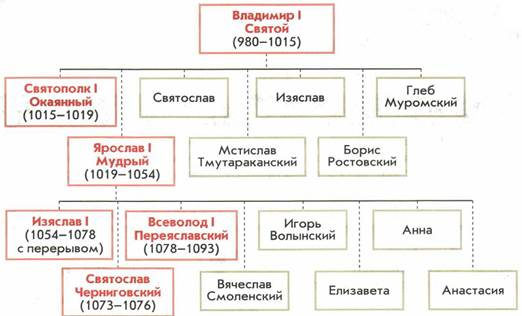 Владимир I
Святой
(980–1015)
Святополк I
Окаянный
(1015–1019)
Святослав
Изяслав
Глеб
Муромский
Ярослав I
Мудрый
(1019–1054)
Мстислав
Тмутараканский
Борис
Ростовский
Изяслав I
(1054–1078
с перерывом)
Всеволод I
Переяславский
(1078–1093)
Игорь
Волынский
Анна
Святослав
Черниговский
(1073–1076)
Вячеслав
Смоленский
Елизавета
Анастасия